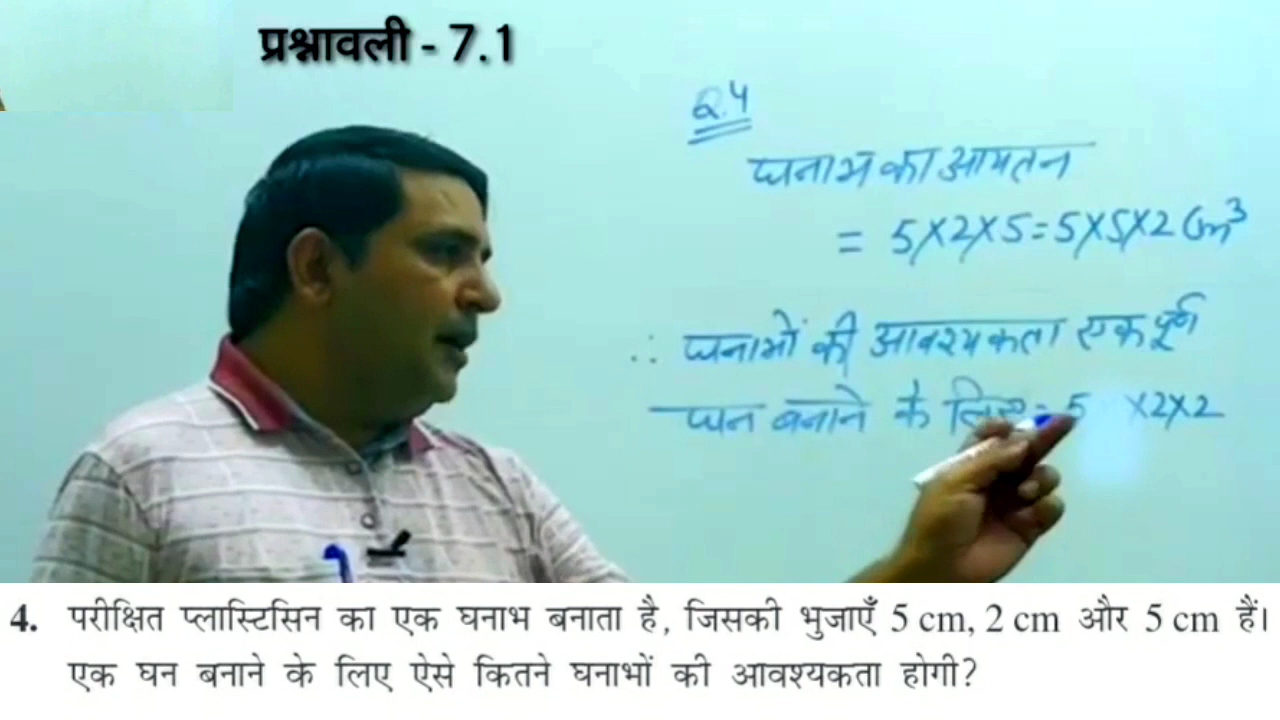 प्रश्नावली - 7.1
Q.4
घनाभ का आयतन
= 5×2×5=5×5×2 Cm³
∴ घनाभों की आवश्यकता एक पूर्ण
घन बनाने के लिए = 5 ×2×2
4. परीक्षित प्लास्टिसिन का एक घनाभ बनाता है, जिसकी भुजाएँ 5 cm, 2 cm और 5 cm हैं।
एक घन बनाने के लिए ऐसे कितने घनाभों की आवश्यकता होगी?